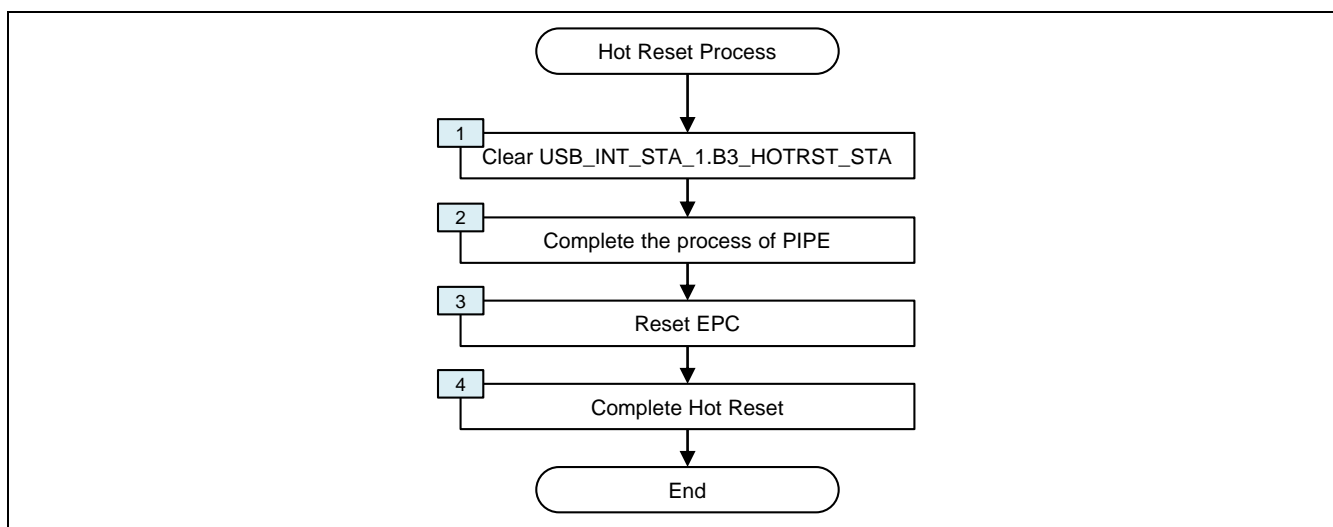 Hot Reset Process
1
Clear USB_INT_STA_1.B3_HOTRST_STA
2
Complete the process of PIPE
3
Reset EPC
4
Complete Hot Reset
End